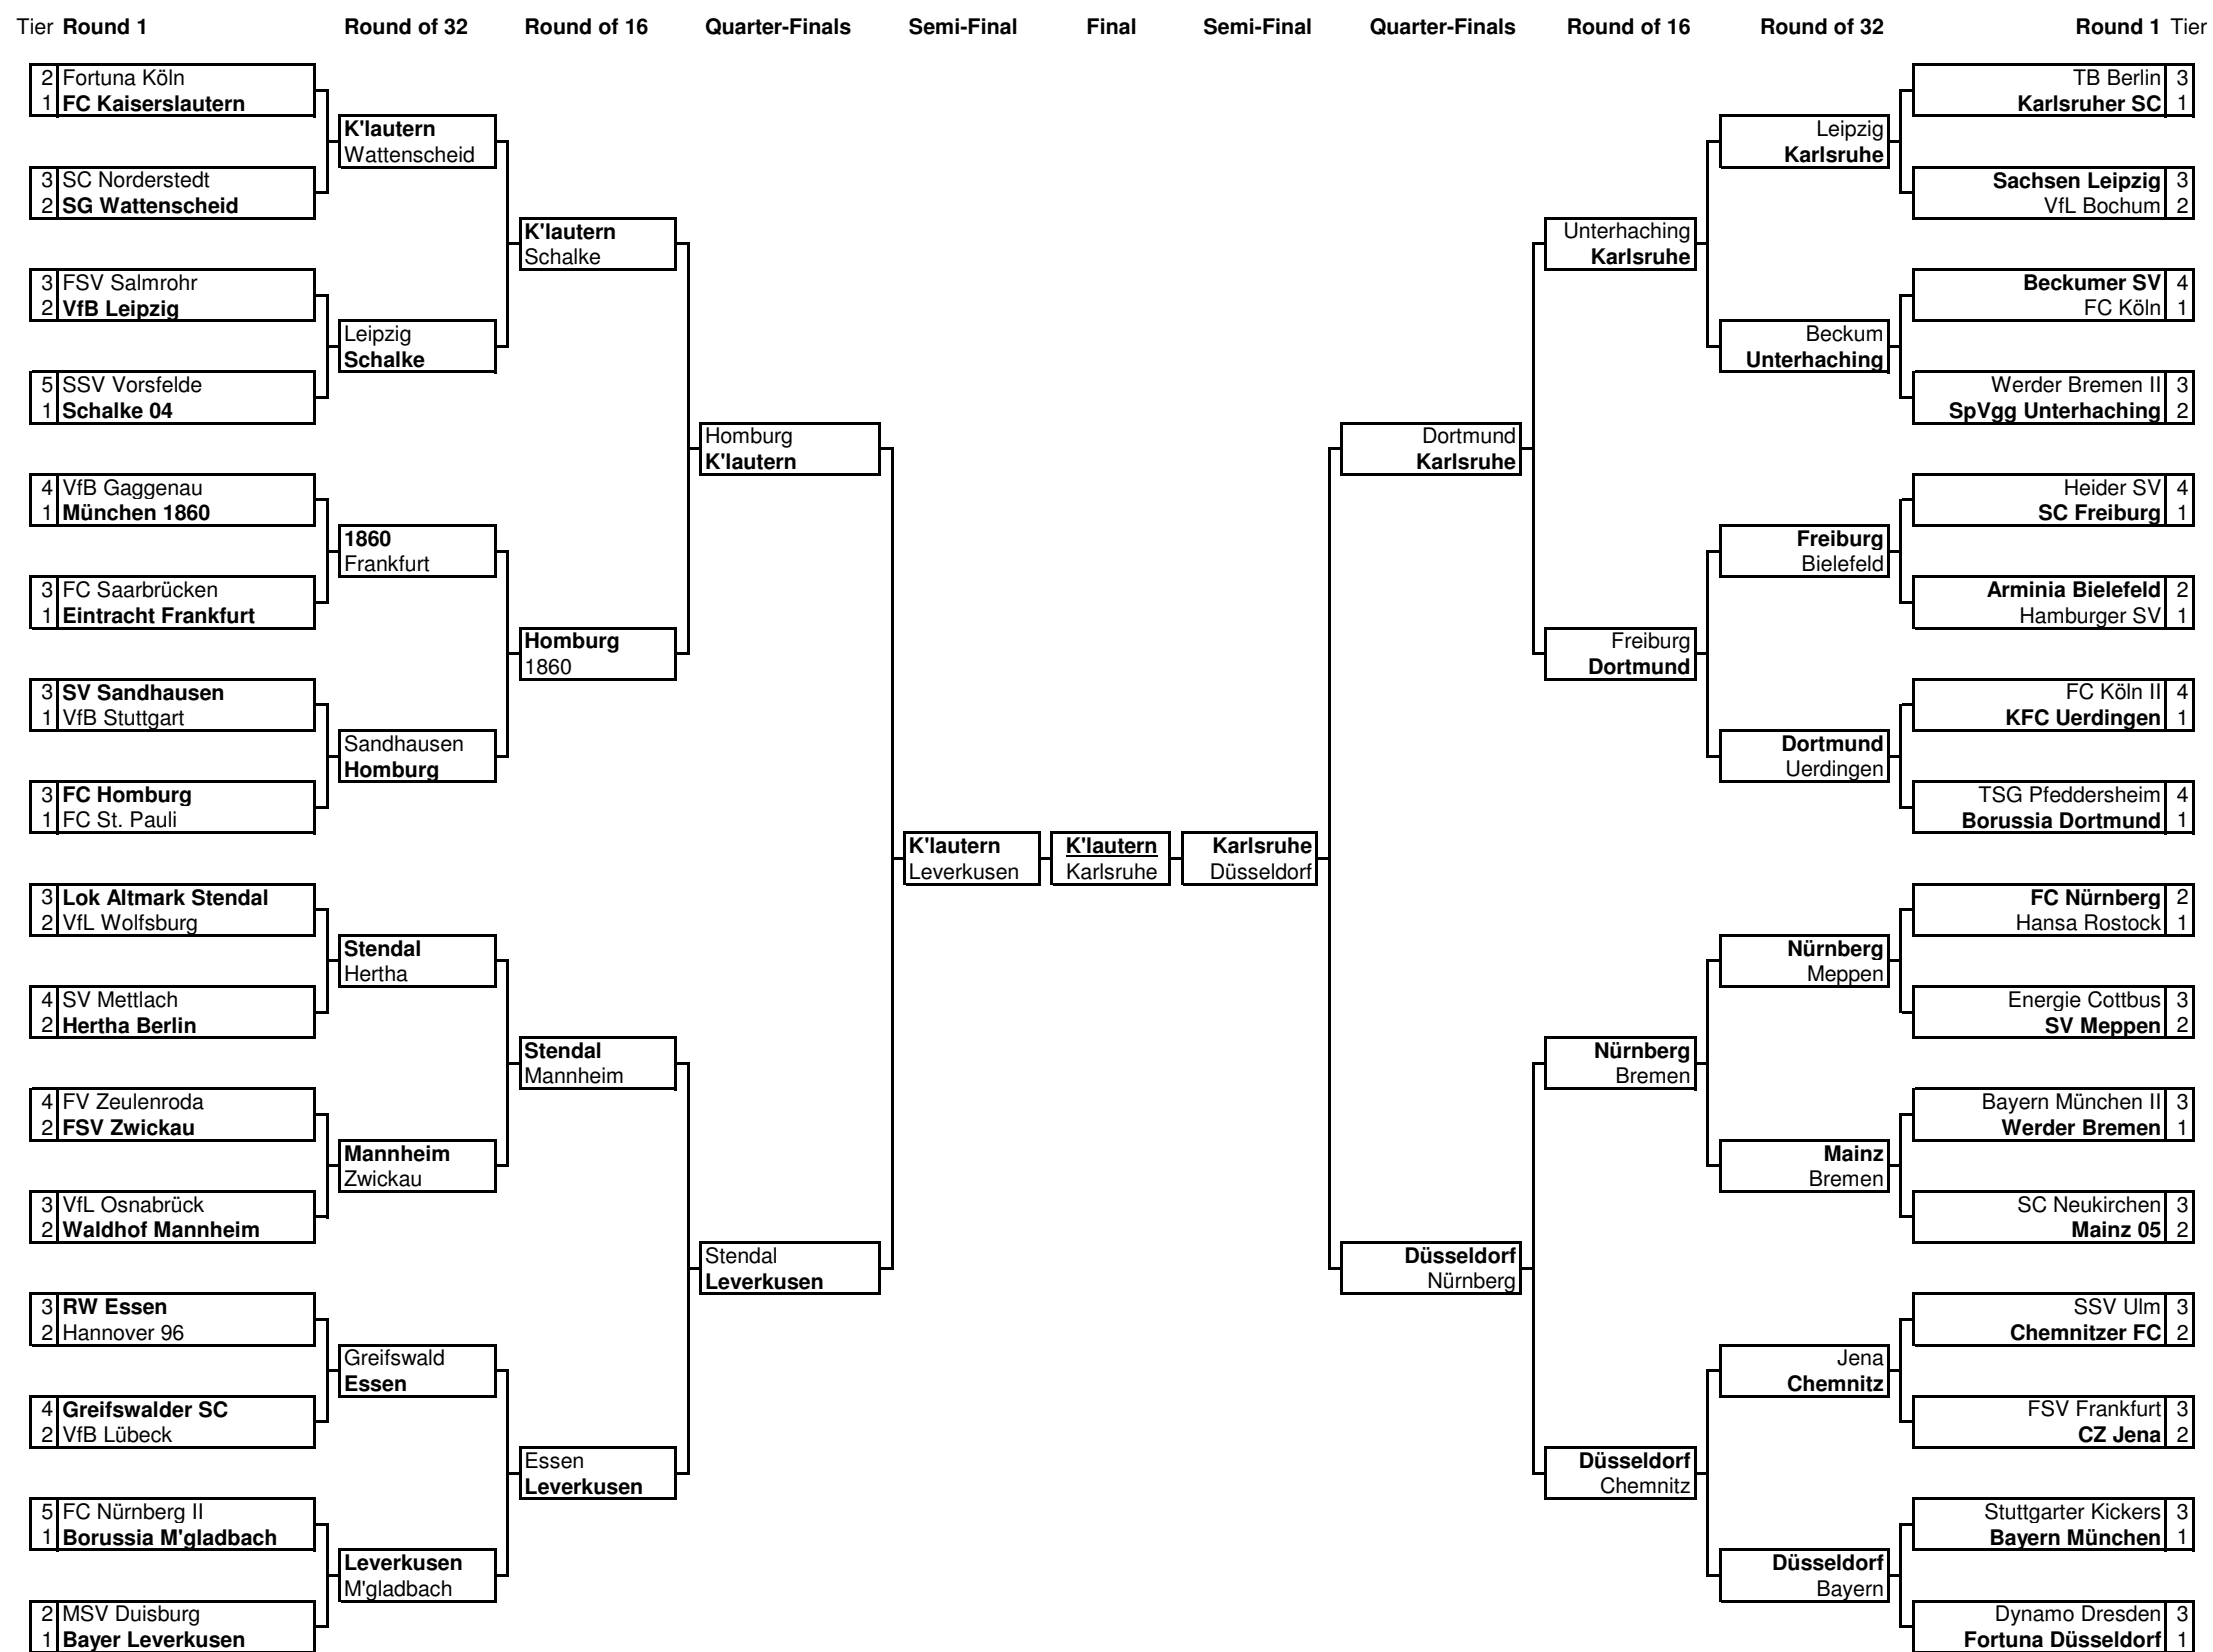 Tier Round 1 Round of 32 Round of 16 Quarter-Finals Semi-Final Final Semi-Final Quarter-Finals Round of 16 Round of 32 Round 1 Tier
2 Fortuna Köln
1 FC Kaiserslautern
3 SC Norderstedt
2 SG Wattenscheid
3 FSV Salmrohr
2 VfB Leipzig
5 SSV Vorsfelde
1 Schalke 04
4 VfB Gaggenau
1 München 1860
3 FC Saarbrücken
1 Eintracht Frankfurt
3 SV Sandhausen
1 VfB Stuttgart
3 FC Homburg
1 FC St. Pauli
3 Lok Altmark Stendal
2 VfL Wolfsburg
4 SV Mettlach
2 Hertha Berlin
4 FV Zeulenroda
2 FSV Zwickau
3 VfL Osnabrück
2 Waldhof Mannheim
3 RW Essen
2 Hannover 96
4 Greifswalder SC
2 VfB Lübeck
5 FC Nürnberg II
1 Borussia M'gladbach
2 MSV Duisburg
1 Bayer Leverkusen
K'lautern
Wattenscheid
Leipzig
Schalke
1860
Frankfurt
Sandhausen
Homburg
Stendal
Hertha
Mannheim
Zwickau
Greifswald
Essen
Leverkusen
M'gladbach
K'lautern
Schalke
Homburg
1860
Stendal
Mannheim
Essen
Leverkusen
Homburg
K'lautern
Stendal
Leverkusen
K'lautern
Leverkusen
K'lautern
Karlsruhe
Karlsruhe
Düsseldorf
Dortmund
Karlsruhe
Düsseldorf
Nürnberg
Unterhaching
Karlsruhe
Freiburg
Dortmund
Nürnberg
Bremen
Düsseldorf
Chemnitz
Leipzig
Karlsruhe
Beckum
Unterhaching
Freiburg
Bielefeld
Dortmund
Uerdingen
Nürnberg
Meppen
Mainz
Bremen
Jena
Chemnitz
Düsseldorf
Bayern
TB Berlin 3
Karlsruher SC 1
Sachsen Leipzig 3
VfL Bochum 2
Beckumer SV 4
FC Köln 1
Werder Bremen II 3
SpVgg Unterhaching 2
Heider SV 4
SC Freiburg 1
Arminia Bielefeld 2
Hamburger SV 1
FC Köln II 4
KFC Uerdingen 1
TSG Pfeddersheim 4
Borussia Dortmund 1
FC Nürnberg 2
Hansa Rostock 1
Energie Cottbus 3
SV Meppen 2
Bayern München II 3
Werder Bremen 1
SC Neukirchen 3
Mainz 05 2
SSV Ulm 3
Chemnitzer FC 2
FSV Frankfurt 3
CZ Jena 2
Stuttgarter Kickers 3
Bayern München 1
Dynamo Dresden 3
Fortuna Düsseldorf 1